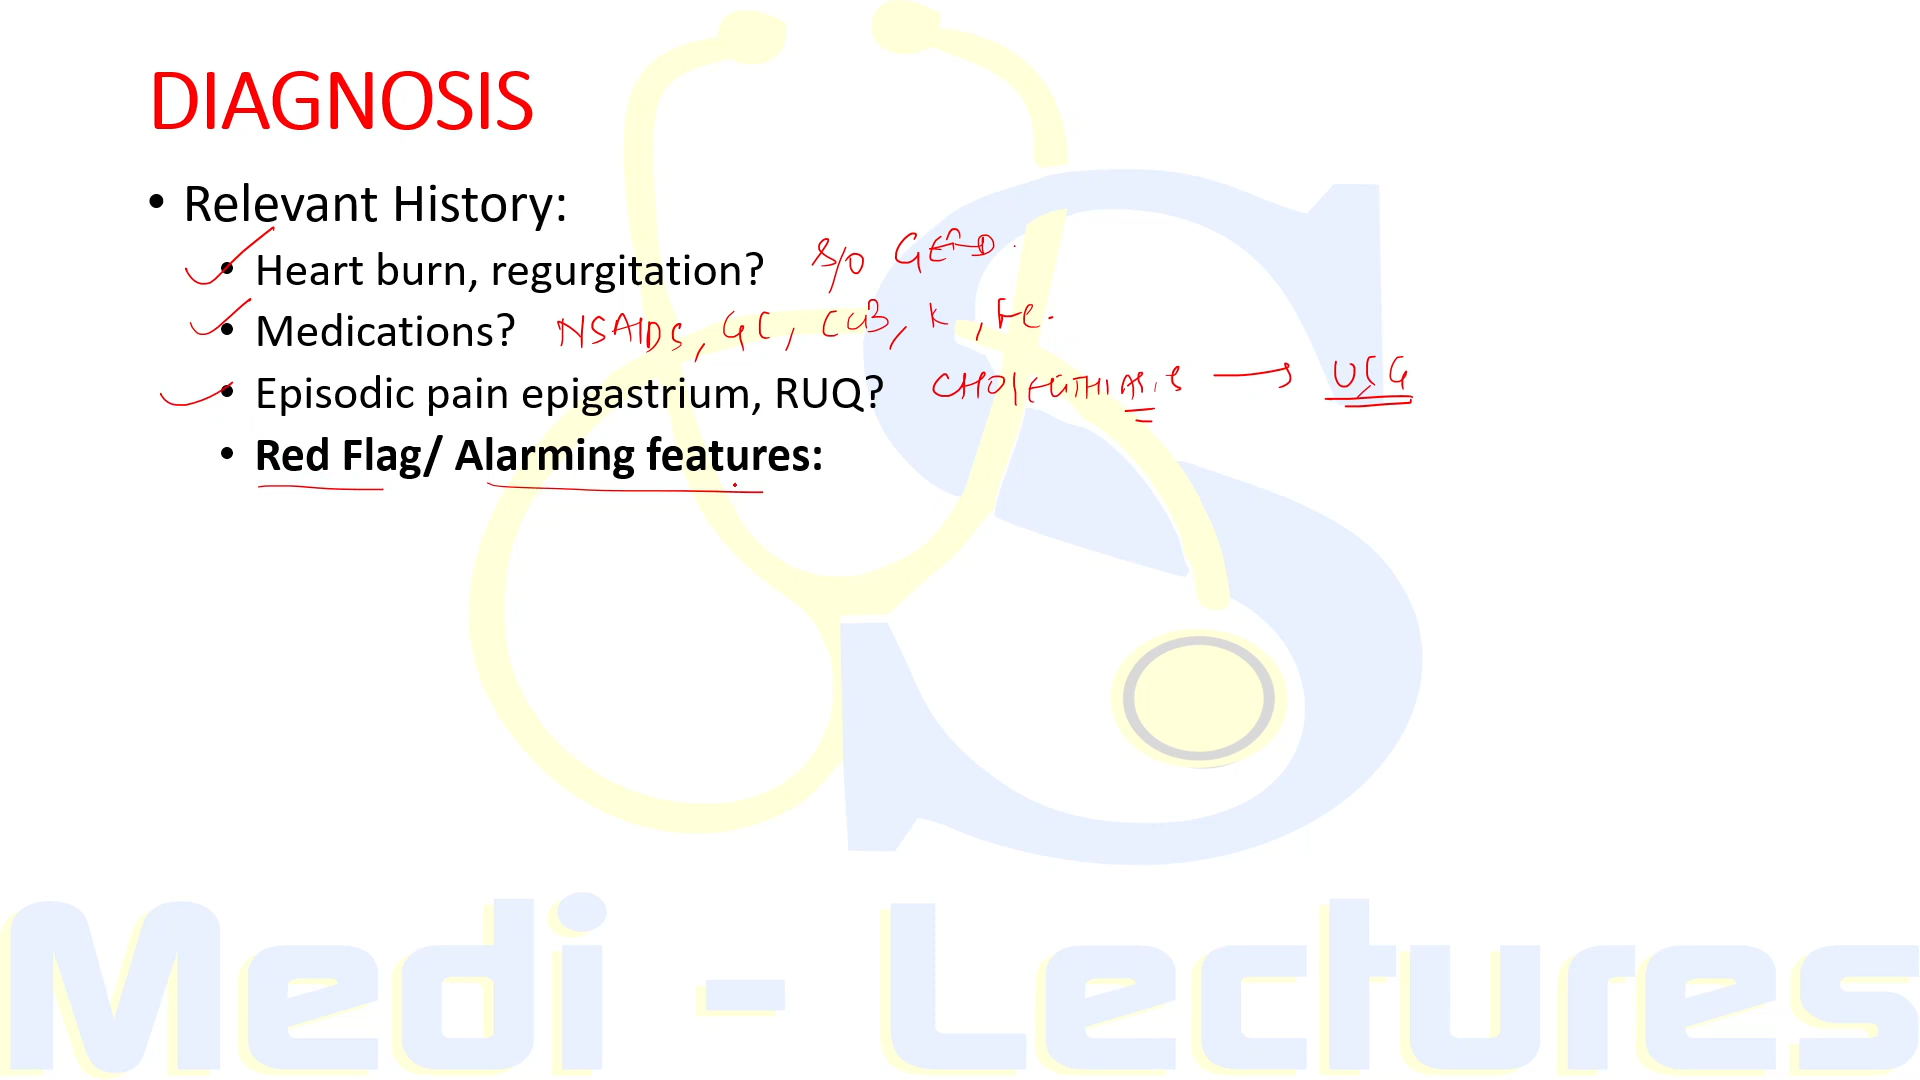 DIAGNOSIS
• Relevant History:
• Heart burn, regurgitation? S/O GERD.
• Medications? NSAIDS, GC, CCB, K, Fe.
• Episodic pain epigastrium, RUQ? CHOLELITHIASIS → USG
• Red Flag/ Alarming features:
Medi - Lectures